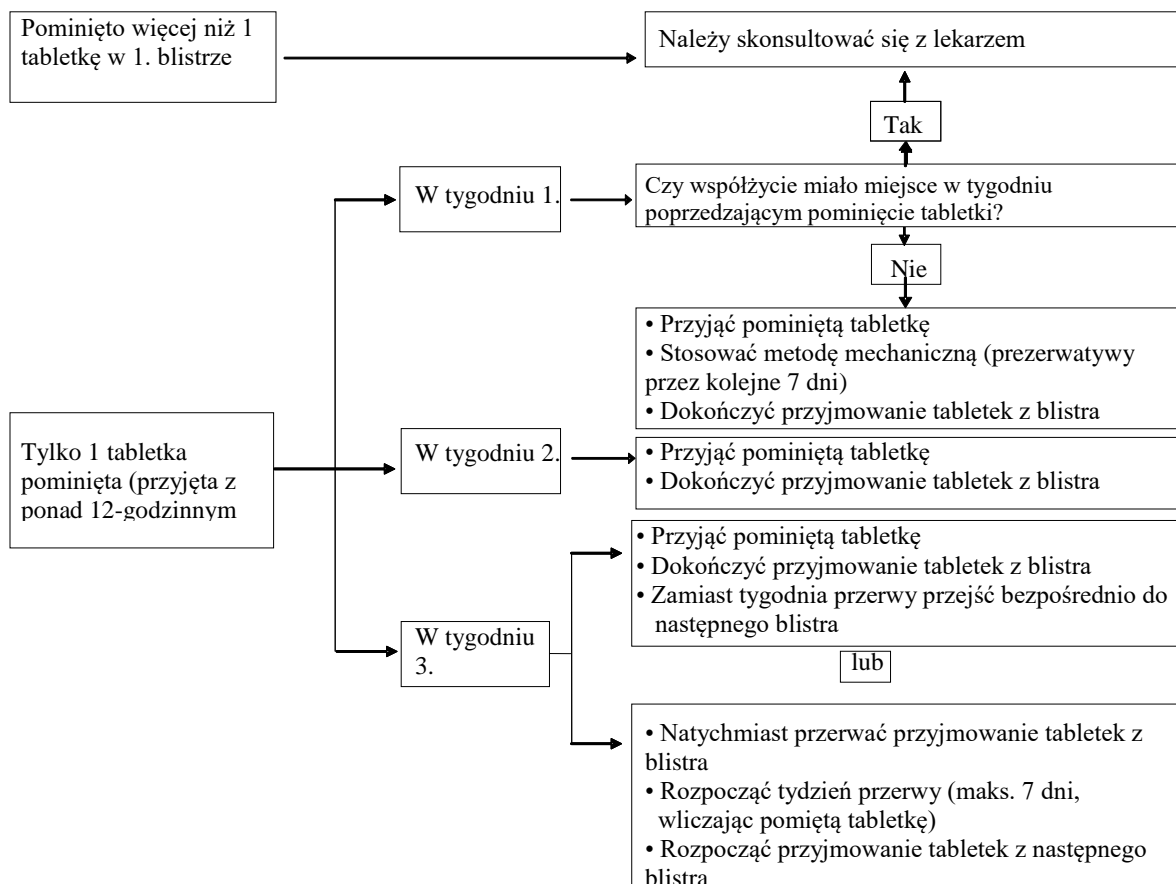 Pominięto więcej niż 1
tabletkę w 1. blistrze
Należy skonsultować się z lekarzem
Tak
W tygodniu 1.
Czy współżycie miało miejsce w tygodniu
poprzedzającym pominięcie tabletki?
Nie
• Przyjąć pominiętą tabletkę
• Stosować metodę mechaniczną (prezerwatywy
przez kolejne 7 dni)
• Dokończyć przyjmowanie tabletek z blistra
Tylko 1 tabletka
pominięta (przyjęta z
ponad 12-godzinnym
W tygodniu 2.
• Przyjąć pominiętą tabletkę
• Dokończyć przyjmowanie tabletek z blistra
W tygodniu
3.
• Przyjąć pominiętą tabletkę
• Dokończyć przyjmowanie tabletek z blistra
• Zamiast tygodnia przerwy przejść bezpośrednio do
następnego blistra
lub
• Natychmiast przerwać przyjmowanie tabletek z
blistra
• Rozpocząć tydzień przerwy (maks. 7 dni,
wliczając pomiętą tabletkę)
• Rozpocząć przyjmowanie tabletek z następnego
blistra